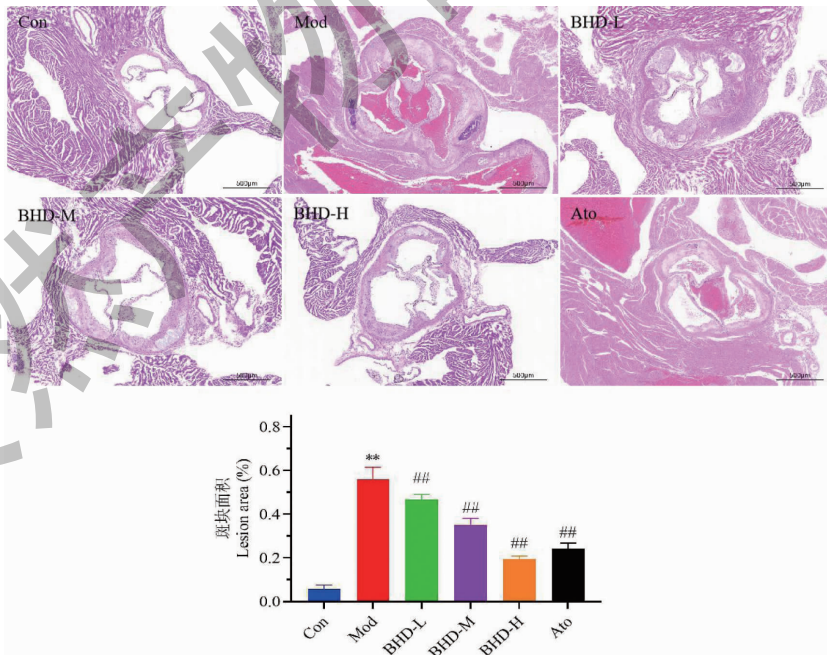 Con
Mod
BHD-L
500μm
500μm
500μm
BHD-M
BHD-H
Ato
500μm
500μm
500μm
斑块面积
Lesion area (%)
0.8
0.6
0.4
0.2
0.0
**
##
##
##
##
Con
Mod
BHD-L
BHD-M
BHD-H
Ato